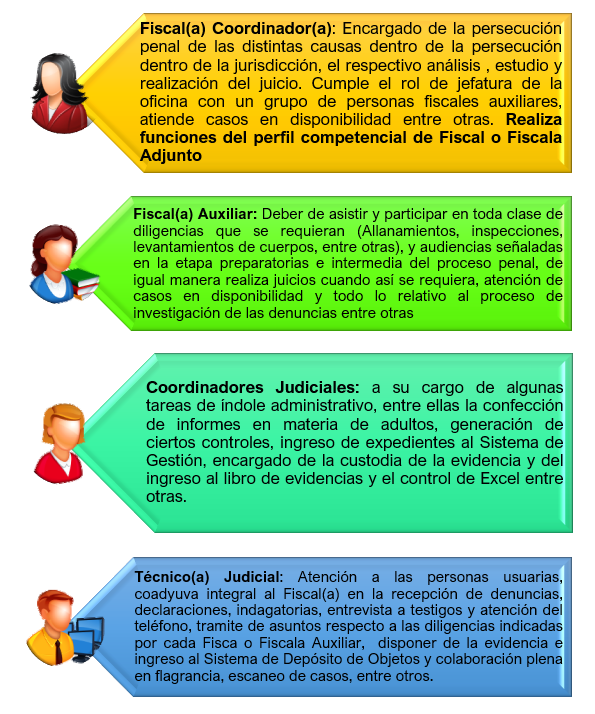 Fiscal(a) Coordinador(a): Encargado de la persecución
penal de las distintas causas dentro de la persecución
dentro de la jurisdicción, el respectivo análisis , estudio y
realización del juicio. Cumple el rol de jefatura de la
oficina con un grupo de personas fiscales auxiliares,
atiende casos en disponibilidad entre otras. Realiza
funciones del perfil competencial de Fiscal o Fiscala
Adjunto
Fiscal(a) Auxiliar: Deber de asistir y participar en toda clase de
diligencias que se requieran (Allanamientos, inspecciones,
levantamientos de cuerpos, entre otras), y audiencias señaladas
en la etapa preparatorias e intermedia del proceso penal, de
igual manera realiza juicios cuando así se requiera, atención de
casos en disponibilidad y todo lo relativo al proceso de
investigación de las denuncias entre otras
Coordinadores Judiciales: a su cargo de algunas
tareas de índole administrativo, entre ellas la confección
de informes en materia de adultos, generación de
ciertos controles, ingreso de expedientes al Sistema de
Gestión, encargado de la custodia de la evidencia y del
ingreso al libro de evidencias y el control de Excel entre
otras.
Técnico(a) Judicial: Atención a las personas usuarias,
coadyuva integral al Fiscal(a) en la recepción de denuncias,
declaraciones, indagatorias, entrevista a testigos y atención del
teléfono, tramite de asuntos respecto a las diligencias indicadas
por cada Fisca o Fiscala Auxiliar, disponer de la evidencia e
ingreso al Sistema de Depósito de Objetos y colaboración plena
en flagrancia, escaneo de casos, entre otros.